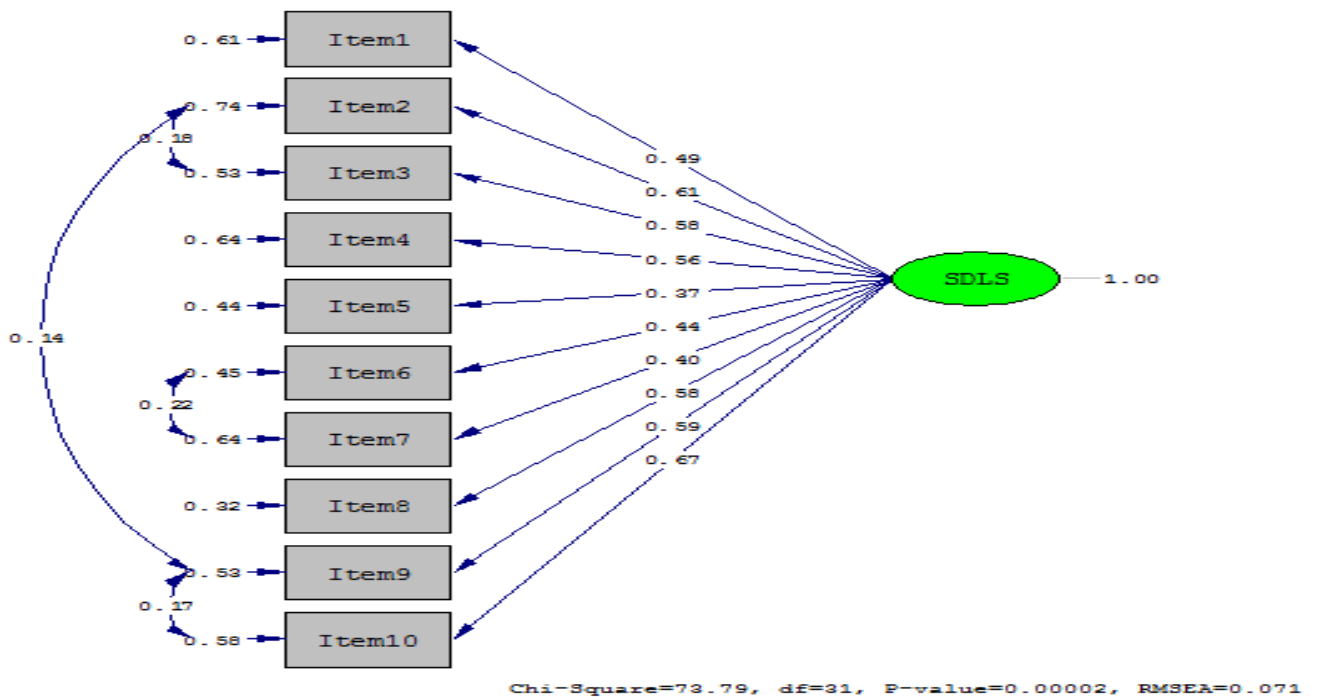 0.61 Item1
0.74 Item2
0.18
0.53 Item3
0.64 Item4
0.44 Item5
0.14
0.45 Item6
0.22
0.64 Item7
0.32 Item8
0.53 Item9
0.17
0.58 Item10
0.49
0.61
0.58
0.56
0.37
0.44
0.40
0.58
0.59
0.67
SDLS 1.00
Chi-Square=73.79, df=31, P-value=0.00002, RMSEA=0.071